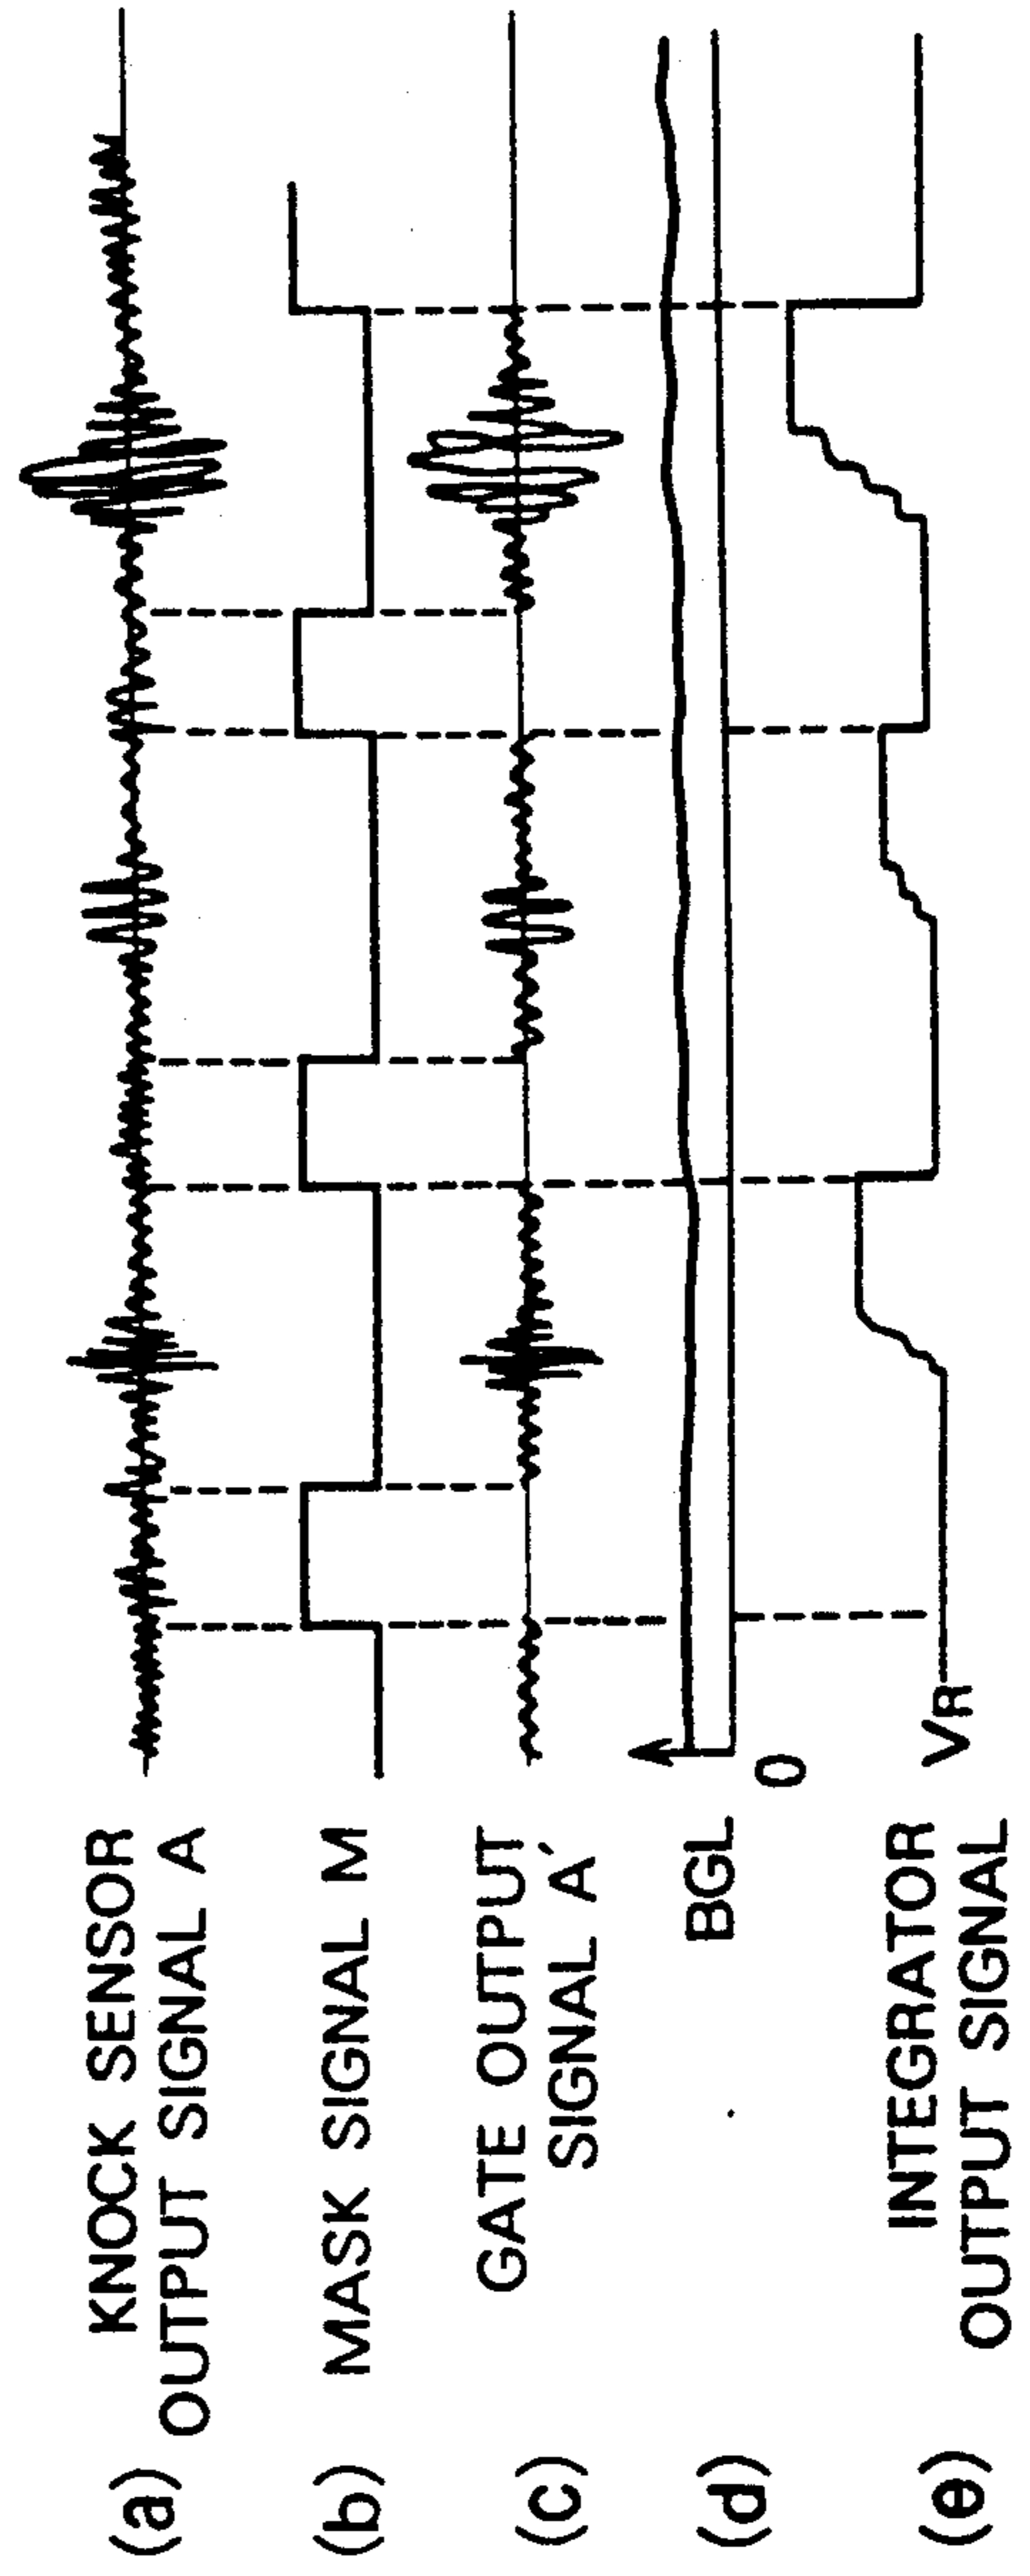 (a) KNOCK SENSOR
OUTPUT SIGNAL A
(b) MASK SIGNAL M
(c) GATE OUTPUT
SIGNAL A´
(d) BGL
0
(e) INTEGRATOR
OUTPUT SIGNAL
VR